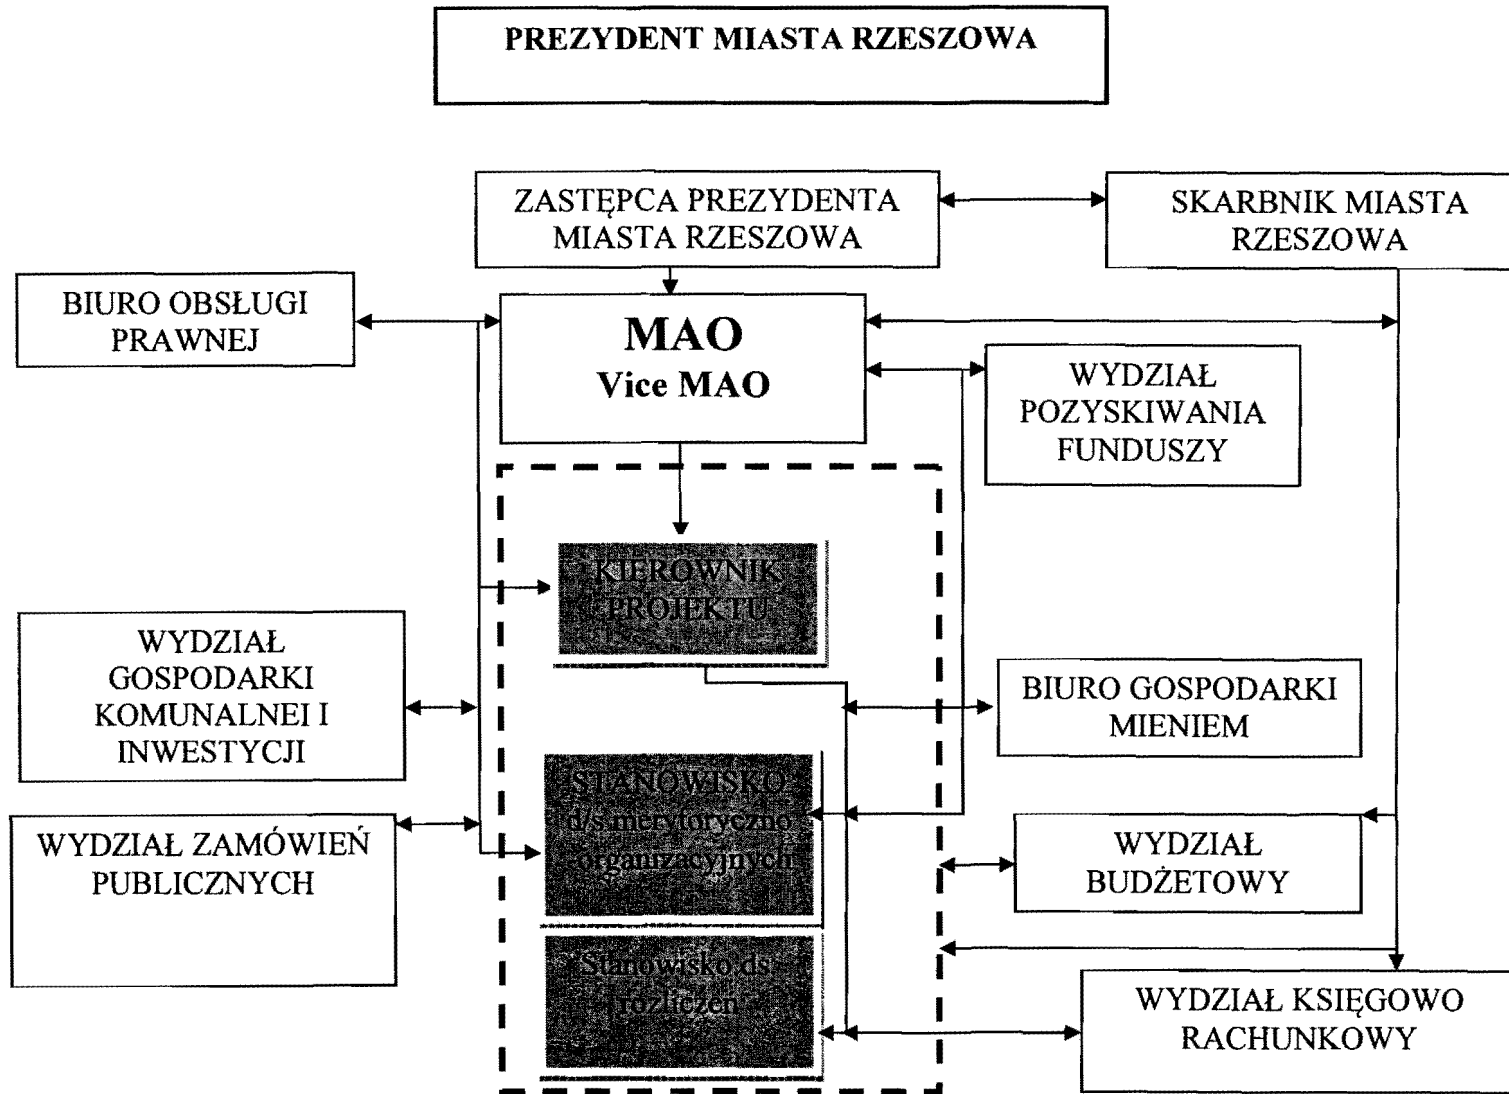 PREZYDENT MIASTA RZESZOWA
ZASTĘPCA PREZYDENTA
MIASTA RZESZOWA
SKARBNIK MIASTA
RZESZOWA
BIURO OBSŁUGI
PRAWNEJ
MAO
Vice MAO
WYDZIAŁ
POZYSKIWANIA
FUNDUSZY
KIEROWNIK
PROJEKTU
WYDZIAŁ
GOSPODARKI
KOMUNALNEJ I
INWESTYCJI
BIURO GOSPODARKI
MIENIEM
STANOWISKO
d/s merytoryczno
-organizacyjnych
WYDZIAŁ ZAMÓWIEŃ
PUBLICZNYCH
WYDZIAŁ
BUDŻETOWY
Stanowisko ds
rozliczeń
WYDZIAŁ KSIĘGOWO
RACHUNKOWY